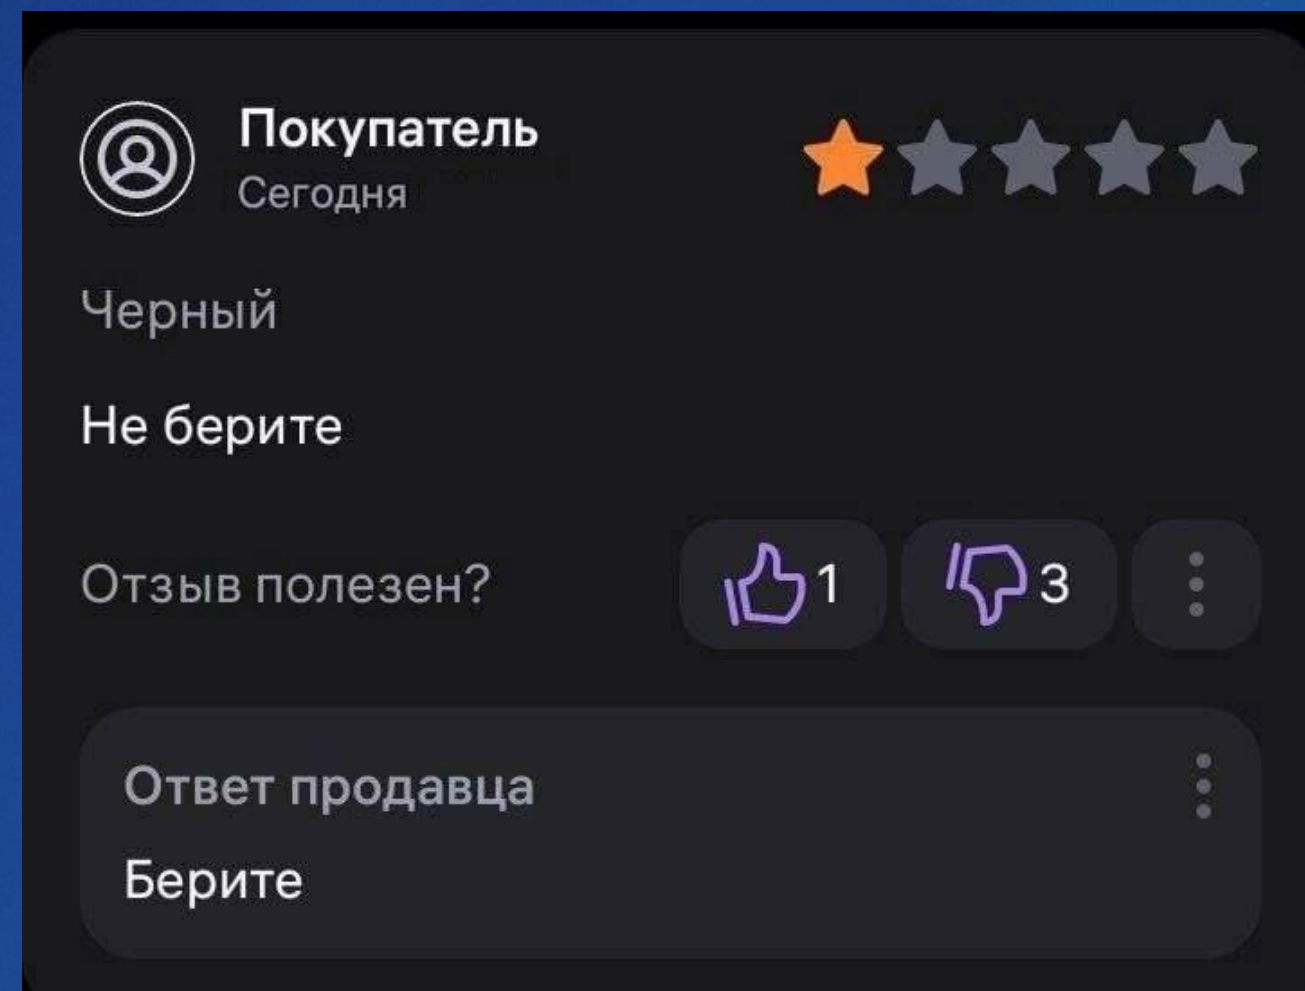 Покупатель
Сегодня
Черный
Не берите
Отзыв полезен? 1 3
Ответ продавца
Берите